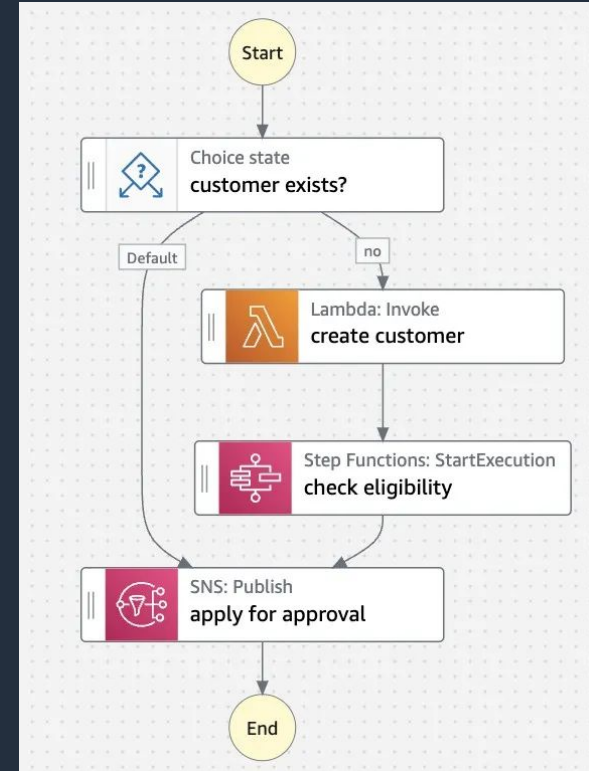 Start
Choice state
customer exists?
Default
no
Lambda: Invoke
create customer
Step Functions: StartExecution
check eligibility
SNS: Publish
apply for approval
End